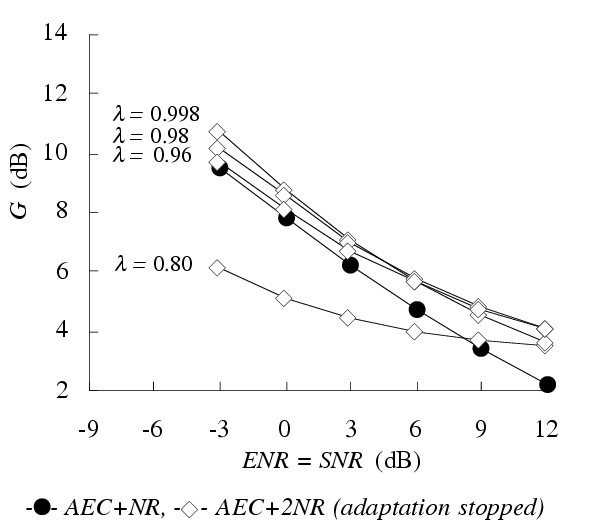 14
12
10
8
6
4
2
G (dB)
λ = 0.998
λ = 0.98
λ = 0.96
λ = 0.80
-9 -6 -3 0 3 6 9 12
ENR = SNR (dB)
-●- AEC+NR, -◇- AEC+2NR (adaptation stopped)